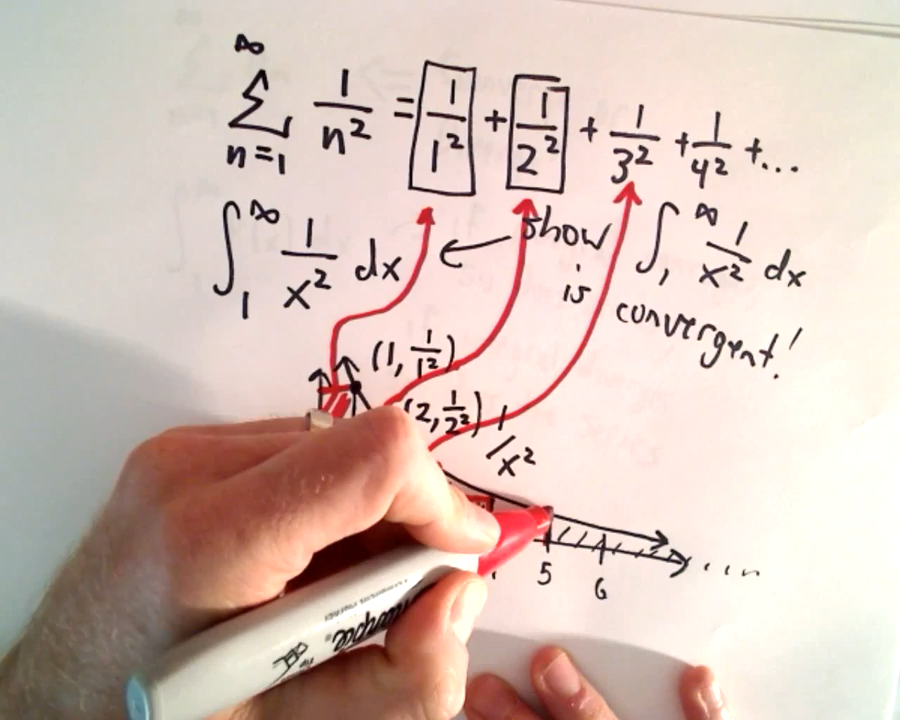 ∞
∑ 1/n² = 1/1² + 1/2² + 1/3² + 1/4² + ...
n=1
∫₁^∞ 1/x² dx ← show is convergent! ∫₁^∞ 1/x² dx
(1, 1/1²)
(2, 1/2²)
1/x²
5 6 ....
Sharpie